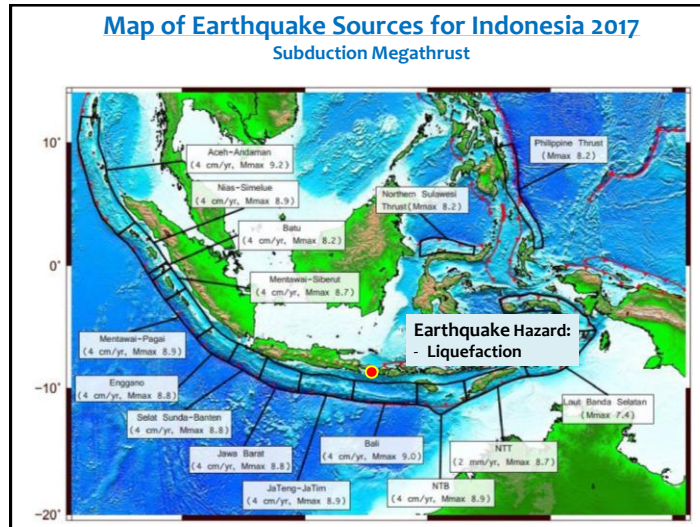 Map of Earthquake Sources for Indonesia 2017
Subduction Megathrust
10°
0°
-10°
-20°
Aceh-Andaman
(4 cm/yr, Mmax 9.2)
Nias-Simelue
(4 cm/yr, Mmax 8.9)
Batu
(4 cm/yr, Mmax 8.2)
Mentawai-Siberut
(4 cm/yr, Mmax 8.7)
Mentawai-Pagai
(4 cm/yr, Mmax 8.9)
Enggano
(4 cm/yr, Mmax 8.8)
Selat Sunda-Banten
(4 cm/yr, Mmax 8.8)
Jawa Barat
(4 cm/yr, Mmax 8.8)
JaTeng-JaTim
(4 cm/yr, Mmax 8.9)
Bali
(4 cm/yr, Mmax 9.0)
NTB
(4 cm/yr, Mmax 8.9)
NTT
(2 mm/yr, Mmax 8.7)
Laut Banda Selatan
(Mmax 7.4)
Northern Sulawesi
Thrust(Mmax 8.2)
Philippine Thrust
(Mmax 8.2)
Earthquake Hazard:
- Liquefaction